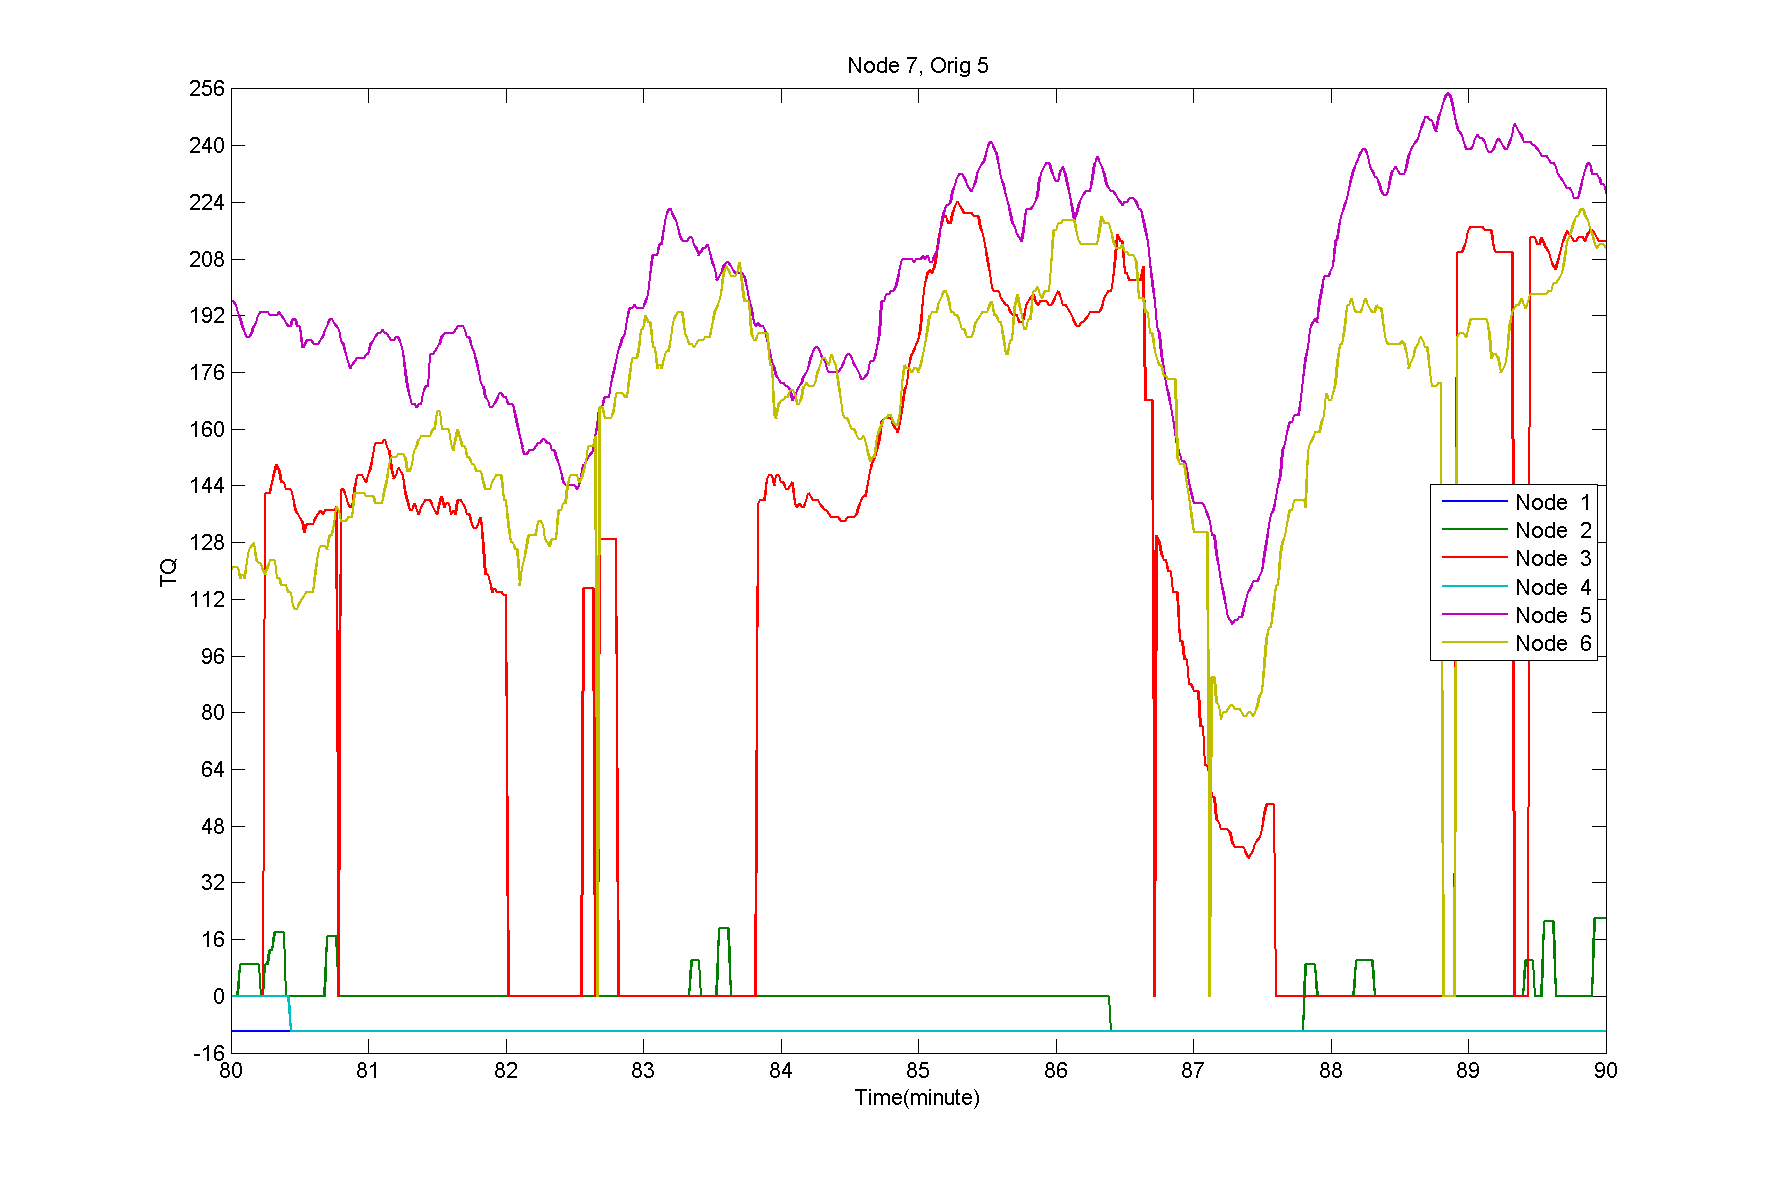 Node 7, Orig 5
256
240
224
208
192
176
160
144
128
112
96
80
64
48
32
16
0
-16
TQ
80 81 82 83 84 85 86 87 88 89 90
Time(minute)
Node 1
Node 2
Node 3
Node 4
Node 5
Node 6